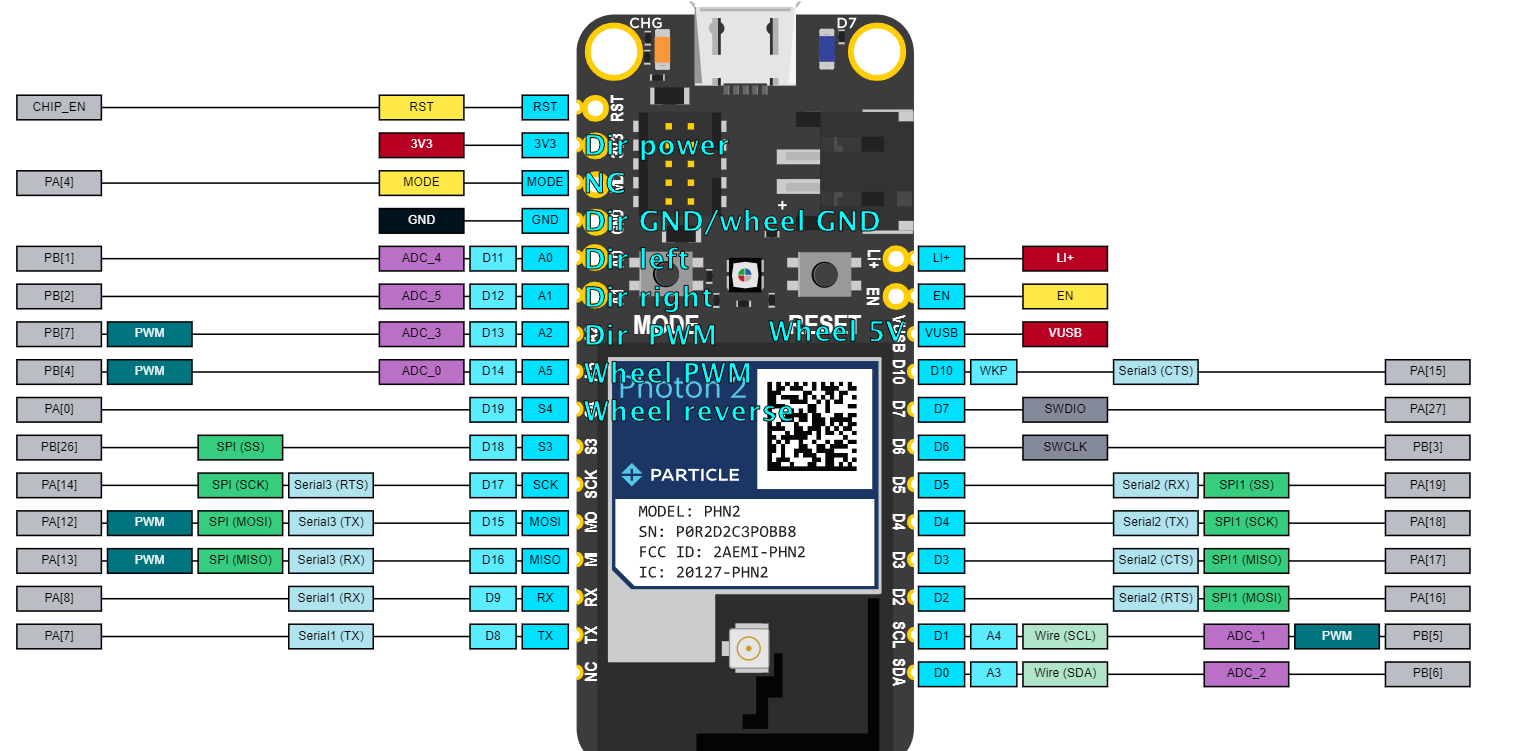 CHG D7
CHIP_EN RST RST RST
3V3 3V3 Dir power
PA[4] MODE MODE NC
+
GND GND Dir GND/wheel GND
PB[1] ADC_4 D11 A0 Dir left LI+ LI+ LI+
PB[2] ADC_5 D12 A1 Dir right EN EN EN
MODE RESET
PB[7] PWM ADC_3 D13 A2 Dir PWM Wheel 5V VUSB VUSB VUSB
PB[4] PWM ADC_0 D14 A5 Wheel PWM D10 D10 WKP Serial3 (CTS) PA[15]
Photon 2
PA[0] D19 S4 Wheel reverse D7 D7 SWDIO PA[27]
PB[26] SPI (SS) D18 S3 S3 D6 D6 SWCLK PB[3]
PARTICLE
PA[14] SPI (SCK) Serial3 (RTS) D17 SCK SCK D5 D5 Serial2 (RX) SPI1 (SS) PA[19]
MODEL: PHN2
PA[12] PWM SPI (MOSI) Serial3 (TX) D15 MOSI MO D4 D4 Serial2 (TX) SPI1 (SCK) PA[18]
SN: P0R2D2C3POBB8
FCC ID: 2AEMI-PHN2
PA[13] PWM SPI (MISO) Serial3 (RX) D16 MISO MI D3 D3 Serial2 (CTS) SPI1 (MISO) PA[17]
IC: 20127-PHN2
PA[8] Serial1 (RX) D9 RX RX D2 D2 Serial2 (RTS) SPI1 (MOSI) PA[16]
PA[7] Serial1 (TX) D8 TX TX SCL D1 A4 Wire (SCL) ADC_1 PWM PB[5]
NC SDA D0 A3 Wire (SDA) ADC_2 PB[6]